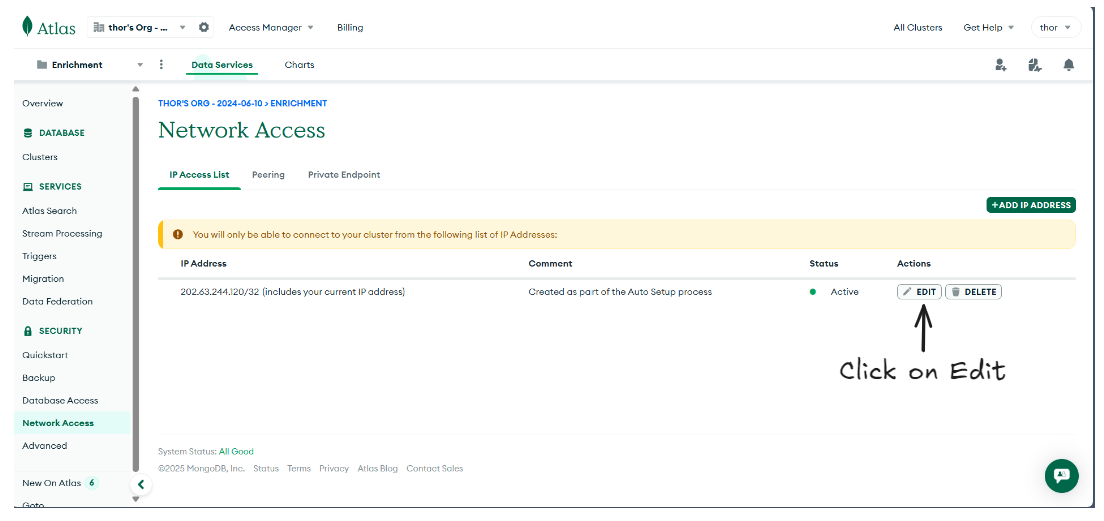 Atlas
thor's Org - ...
Access Manager
Billing
All Clusters
Get Help
thor
Enrichment
Data Services
Charts
Overview
DATABASE
Clusters
SERVICES
Atlas Search
Stream Processing
Triggers
Migration
Data Federation
SECURITY
Quickstart
Backup
Database Access
Network Access
Advanced
New On Atlas 6
Goto
THOR'S ORG - 2024-06-10 > ENRICHMENT
Network Access
IP Access List
Peering
Private Endpoint
+ADD IP ADDRESS
You will only be able to connect to your cluster from the following list of IP Addresses:
IP Address Comment Status Actions
202.63.244.120/32 (includes your current IP address) Created as part of the Auto Setup process Active EDIT DELETE
Click on Edit
System Status: All Good
©2025 MongoDB, Inc. Status Terms Privacy Atlas Blog Contact Sales